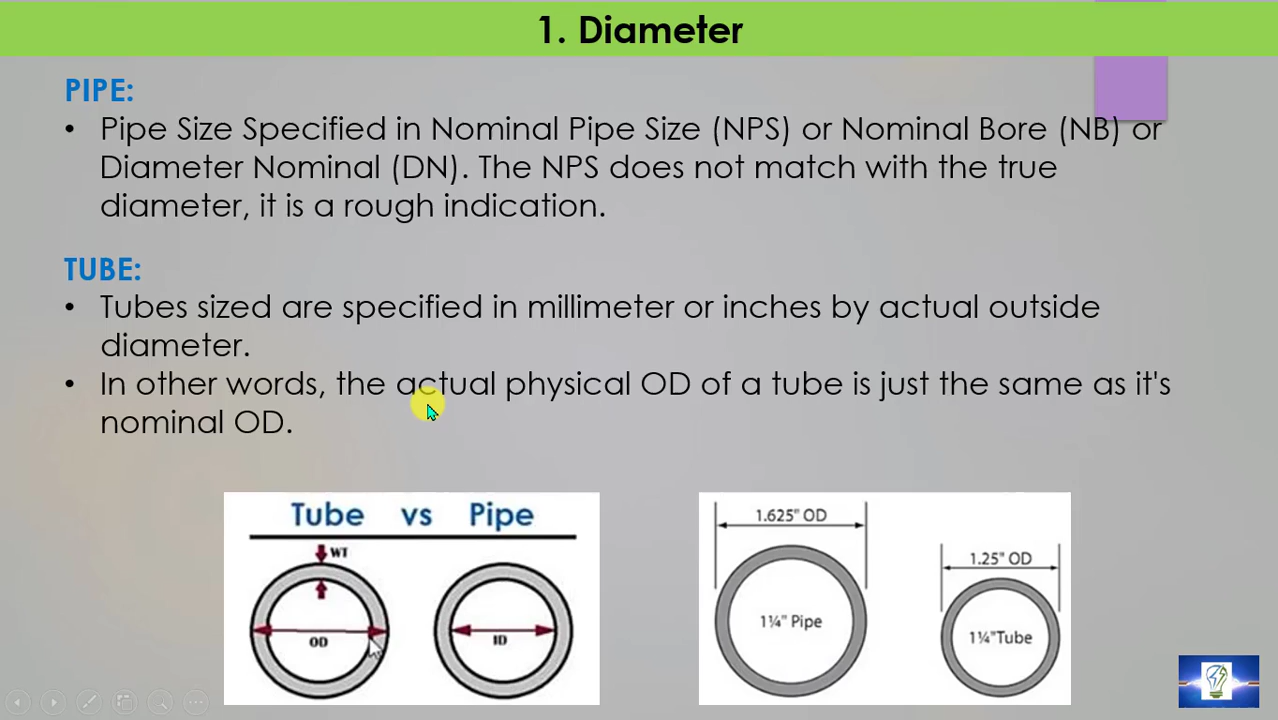 1. Diameter
PIPE:
• Pipe Size Specified in Nominal Pipe Size (NPS) or Nominal Bore (NB) or
Diameter Nominal (DN). The NPS does not match with the true
diameter, it is a rough indication.
TUBE:
• Tubes sized are specified in millimeter or inches by actual outside
diameter.
• In other words, the actual physical OD of a tube is just the same as it's
nominal OD.
Tube vs Pipe
WT
OD
ID
1.625" OD
1¼" Pipe
1.25" OD
1¼"Tube